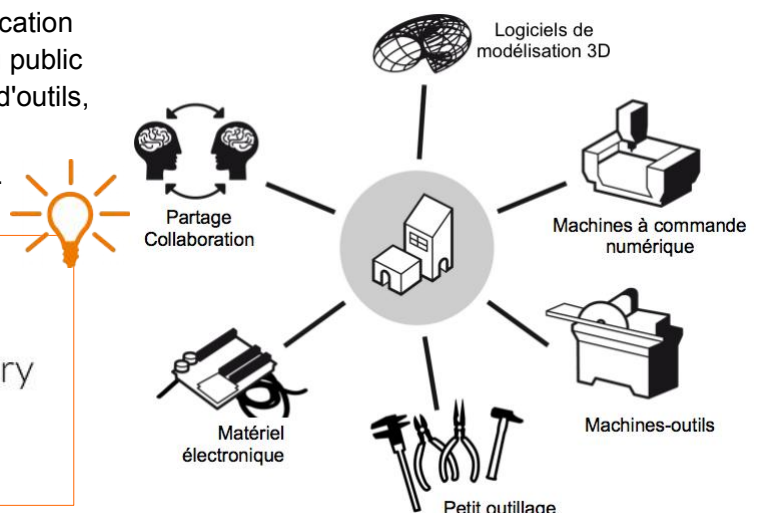 cation
public
d'outils,
.
ry
Logiciels de
modélisation 3D
Partage
Collaboration
Machines à commande
numérique
Matériel
électronique
Machines-outils
Petit outillage